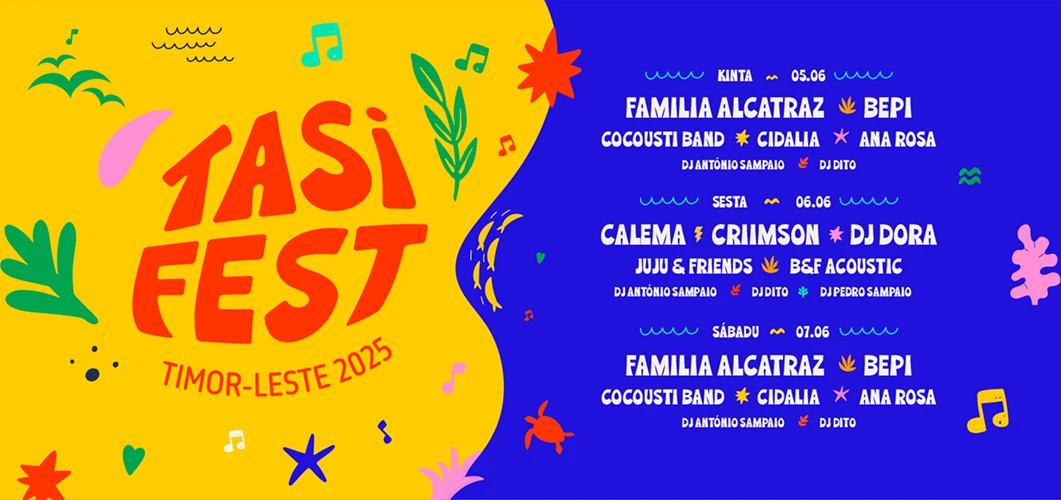 TASI
FEST
TIMOR-LESTE 2025
KINTA 05.06
FAMILIA ALCATRAZ BEPI
COCOUSTI BAND CIDALIA ANA ROSA
DJ ANTÓNIO SAMPAIO DJ DITO
SESTA 06.06
CALEMA CRIIMSON DJ DORA
JUJU & FRIENDS B&F ACOUSTIC
DJ ANTÓNIO SAMPAIO DJ DITO DJ PEDRO SAMPAIO
SÁBADU 07.06
FAMILIA ALCATRAZ BEPI
COCOUSTI BAND CIDALIA ANA ROSA
DJ ANTÓNIO SAMPAIO DJ DITO